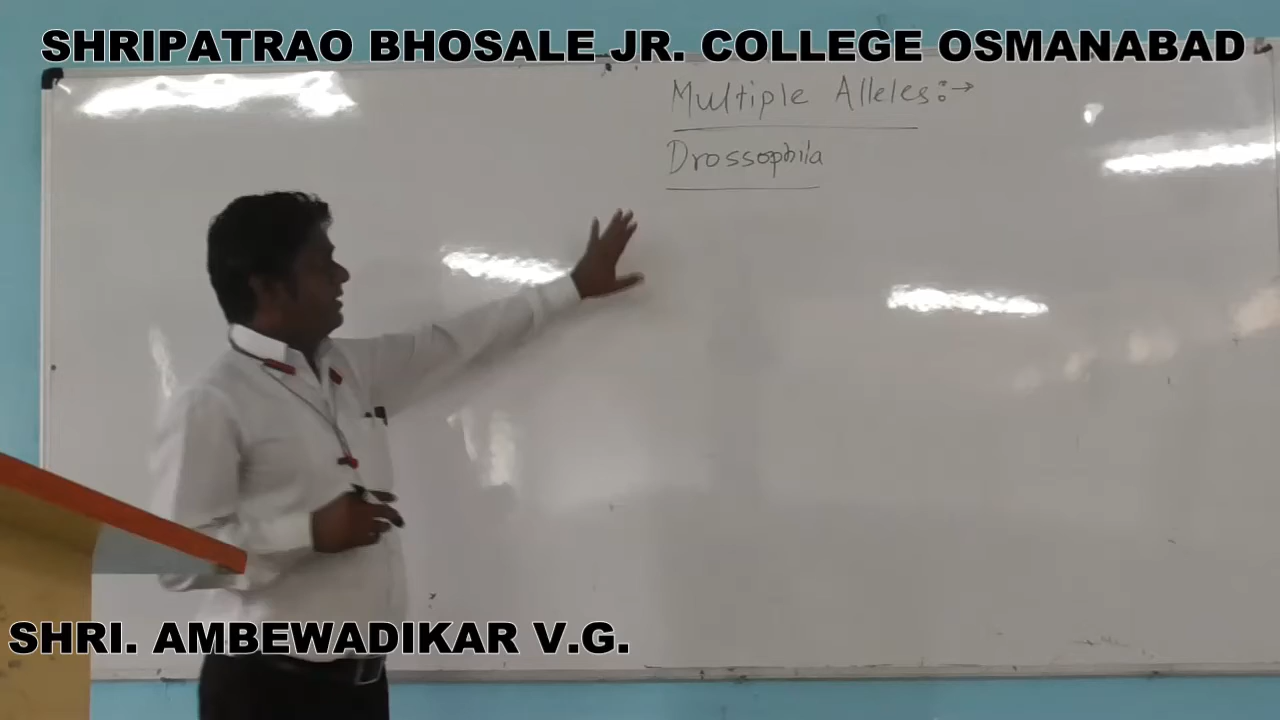 SHRIPATRAO BHOSALE JR. COLLEGE OSMANABAD
Multiple Alleles:→
Drossophila
SHRI. AMBEWADIKAR V.G.